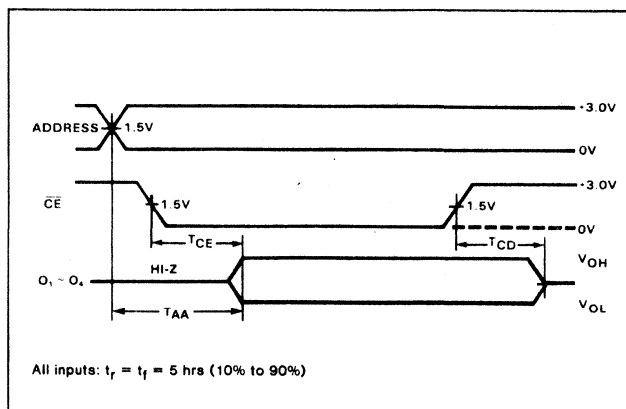 ADDRESS
1.5V
+3.0V
0V
CE
1.5V
1.5V
+3.0V
0V
TCE
TCD
HI-Z
O1 ~ O4
VOH
VOL
TAA
All inputs: tr = tf = 5 hrs (10% to 90%)